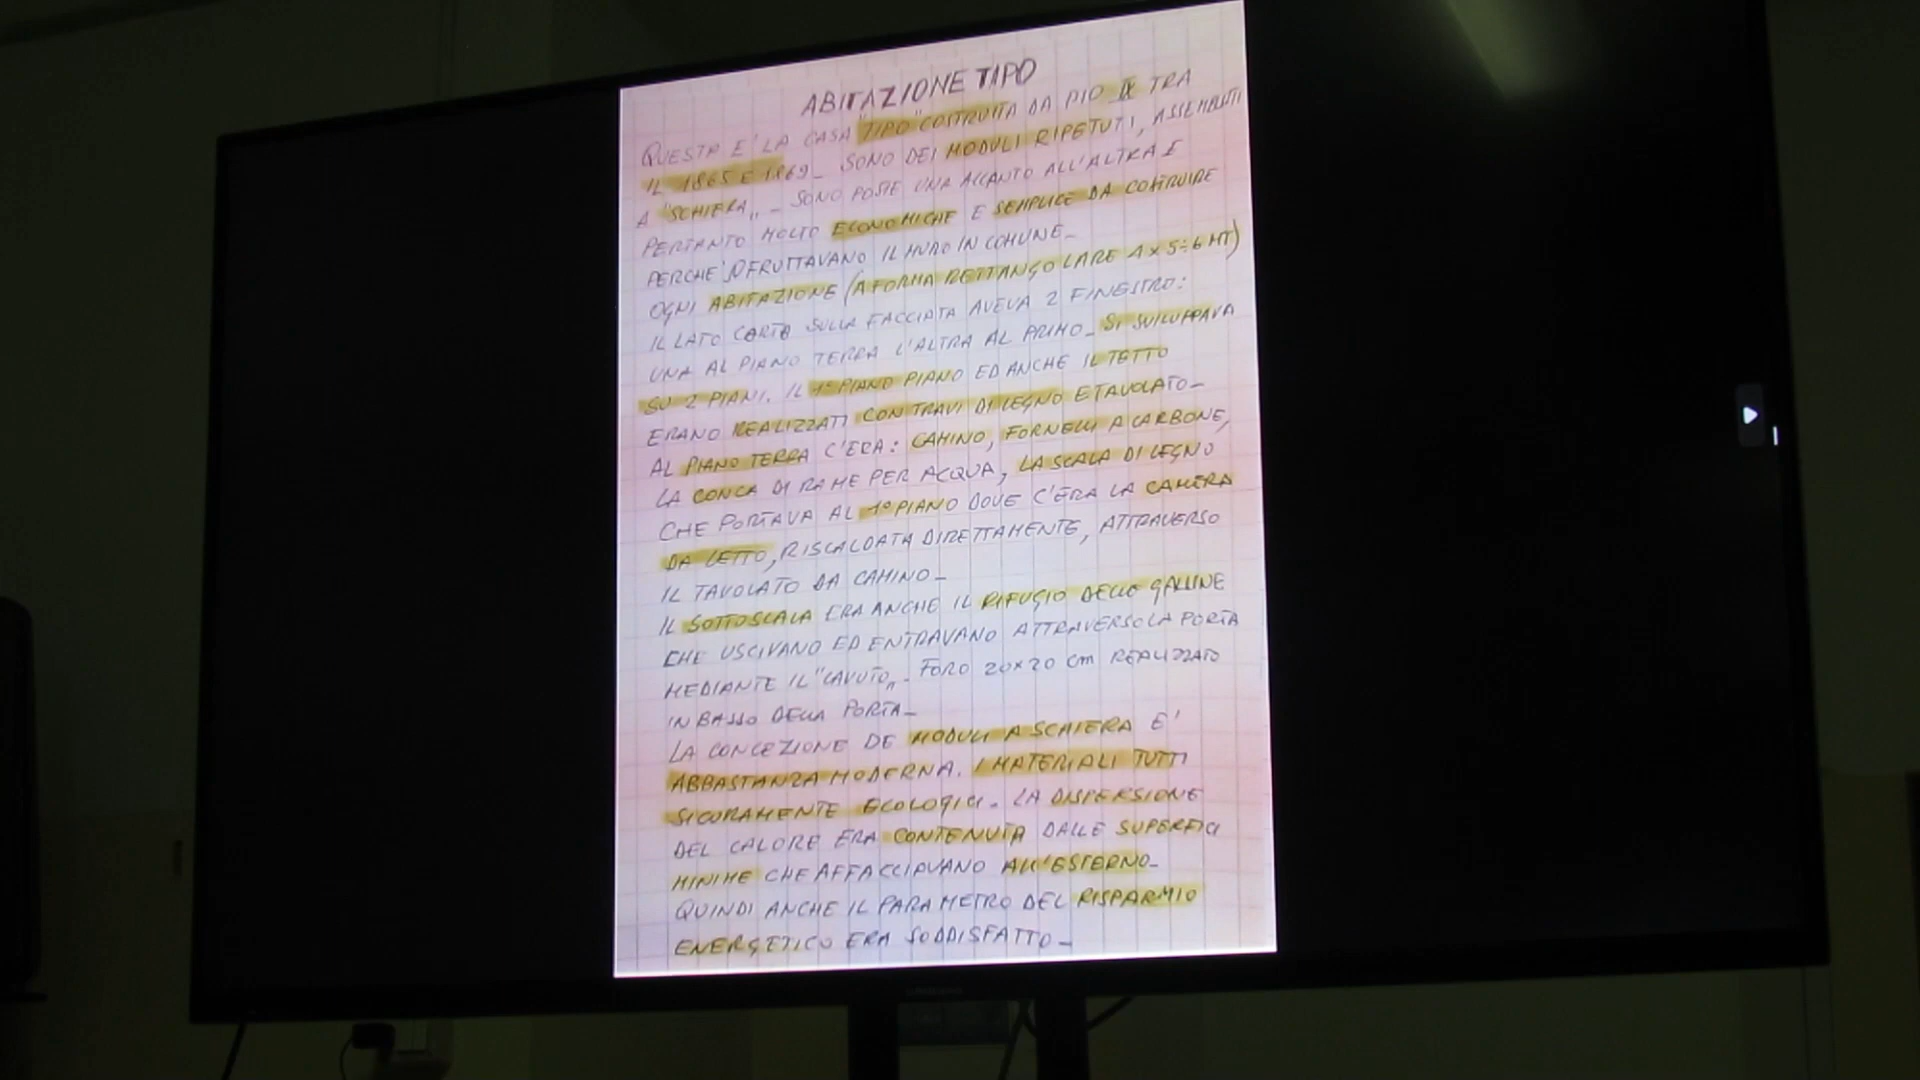 ABITAZIONE TIPO
QUESTA E' LA CASA "TIPO" COSTRUITA DA PIO IX TRA
IL 1865 E 1869_ SONO DEI MODULI RIPETUTI, ASSEMBLATI
A "SCHIERA„_ SONO POSTE UNA ACCANTO ALL'ALTRA E
PERTANTO MOLTO ECONOMICHE E SEMPLICE DA COSTRUIRE
PERCHE' SFRUTTAVANO IL MURO IN COMUNE_
OGNI ABITAZIONE (A FORMA RETTANGOLARE 4 x 5÷6 MT)
IL LATO CORTO SULLA FACCIATA AVEVA 2 FINESTRE:
UNA AL PIANO TERRA L'ALTRA AL PRIMO_ SI SVILUPPAVA
SU 2 PIANI. IL 1° PIANO PIANO ED ANCHE IL TETTO
ERANO REALIZZATI CON TRAVI DI LEGNO E TAVOLATO_
AL PIANO TERRA C'ERA: CAMINO, FORNELLI A CARBONE,
LA CONCA DI RAME PER ACQUA, LA SCALA DI LEGNO
CHE PORTAVA AL 1° PIANO DOVE C'ERA LA CAMERA
DA LETTO, RISCALDATA DIRETTAMENTE, ATTRAVERSO
IL TAVOLATO DA CAMINO_
IL SOTTOSCALA ERA ANCHE IL RIFUGIO DELLE GALLINE
CHE USCIVANO ED ENTRAVANO ATTRAVERSO LA PORTA
MEDIANTE IL "CAVUTO„_ FORO 20x20 cm REALIZZATO
IN BASSO DELLA PORTA_
LA CONCEZIONE DE MODULI A SCHIERA E'
ABBASTANZA MODERNA. I MATERIALI TUTTI
SICURAMENTE ECOLOGICI_ LA DISPERSIONE
DEL CALORE ERA CONTENUTA DALLE SUPERFICI
MINIME CHE AFFACCIAVANO ALL'ESTERNO_
QUINDI ANCHE IL PARAMETRO DEL RISPARMIO
ENERGETICO ERA SODDISFATTO_